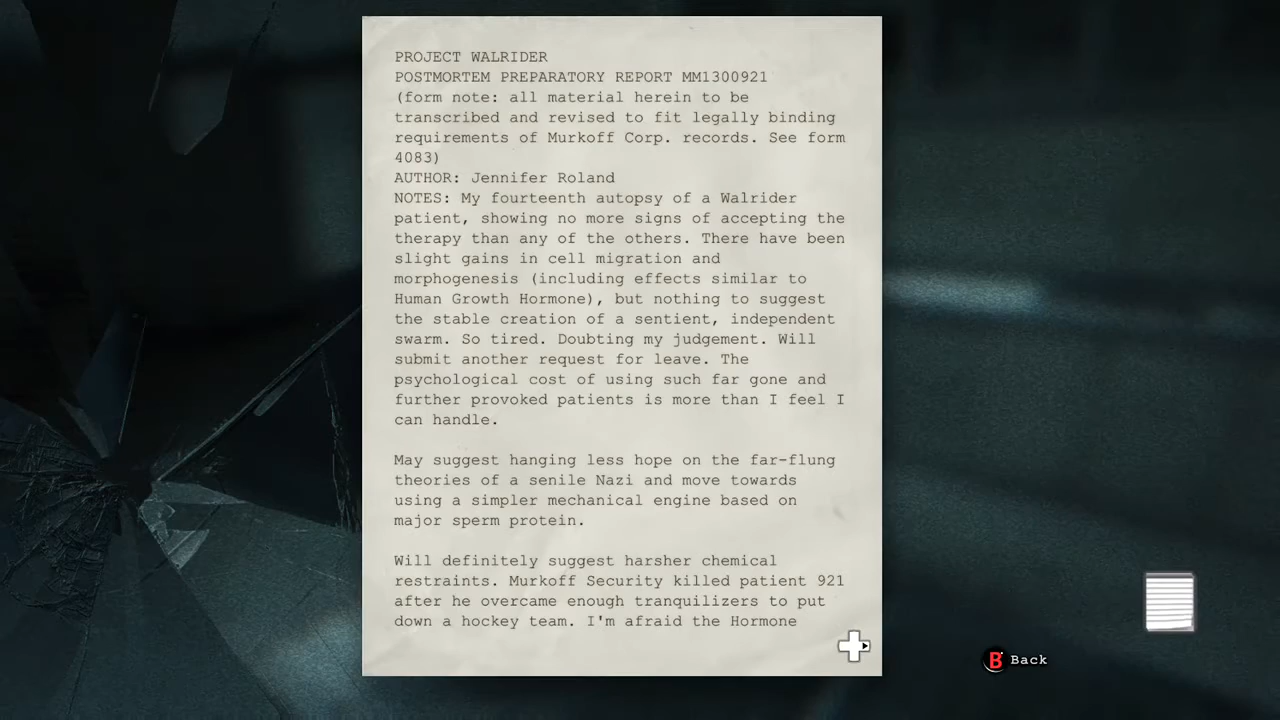 PROJECT WALRIDER
POSTMORTEM PREPARATORY REPORT MM1300921
(form note: all material herein to be
transcribed and revised to fit legally binding
requirements of Murkoff Corp. records. See form
4083)
AUTHOR: Jennifer Roland
NOTES: My fourteenth autopsy of a Walrider
patient, showing no more signs of accepting the
therapy than any of the others. There have been
slight gains in cell migration and
morphogenesis (including effects similar to
Human Growth Hormone), but nothing to suggest
the stable creation of a sentient, independent
swarm. So tired. Doubting my judgement. Will
submit another request for leave. The
psychological cost of using such far gone and
further provoked patients is more than I feel I
can handle.
May suggest hanging less hope on the far-flung
theories of a senile Nazi and move towards
using a simpler mechanical engine based on
major sperm protein.
Will definitely suggest harsher chemical
restraints. Murkoff Security killed patient 921
after he overcame enough tranquilizers to put
down a hockey team. I'm afraid the Hormone
B Back